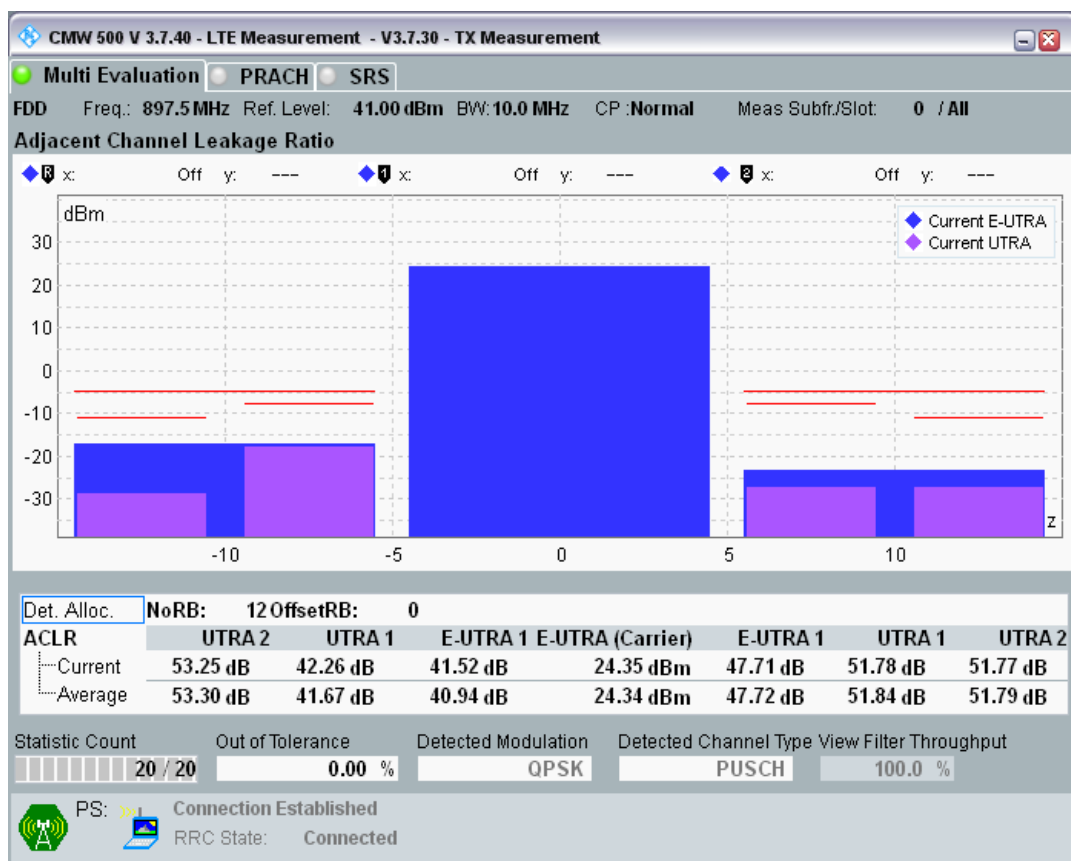 CMW 500 V 3.7.40 - LTE Measurement - V3.7.30 - TX Measurement
Multi Evaluation PRACH SRS
FDD Freq.: 897.5 MHz Ref. Level: 41.00 dBm BW: 10.0 MHz CP :Normal Meas Subfr./Slot: 0 / All
Adjacent Channel Leakage Ratio
R x: Off y: --- 1 x: Off y: --- 2 x: Off y: ---
dBm
Current E-UTRA
Current UTRA
30
20
10
0
-10
-20
-30
z
-10 -5 0 5 10
Det. Alloc. NoRB: 12 OffsetRB: 0
ACLR UTRA 2 UTRA 1 E-UTRA 1 E-UTRA (Carrier) E-UTRA 1 UTRA 1 UTRA 2
Current 53.25 dB 42.26 dB 41.52 dB 24.35 dBm 47.71 dB 51.78 dB 51.77 dB
Average 53.30 dB 41.67 dB 40.94 dB 24.34 dBm 47.72 dB 51.84 dB 51.79 dB
Statistic Count Out of Tolerance Detected Modulation Detected Channel Type View Filter Throughput
20 / 20 0.00 % QPSK PUSCH 100.0 %
PS: Connection Established
RRC State: Connected